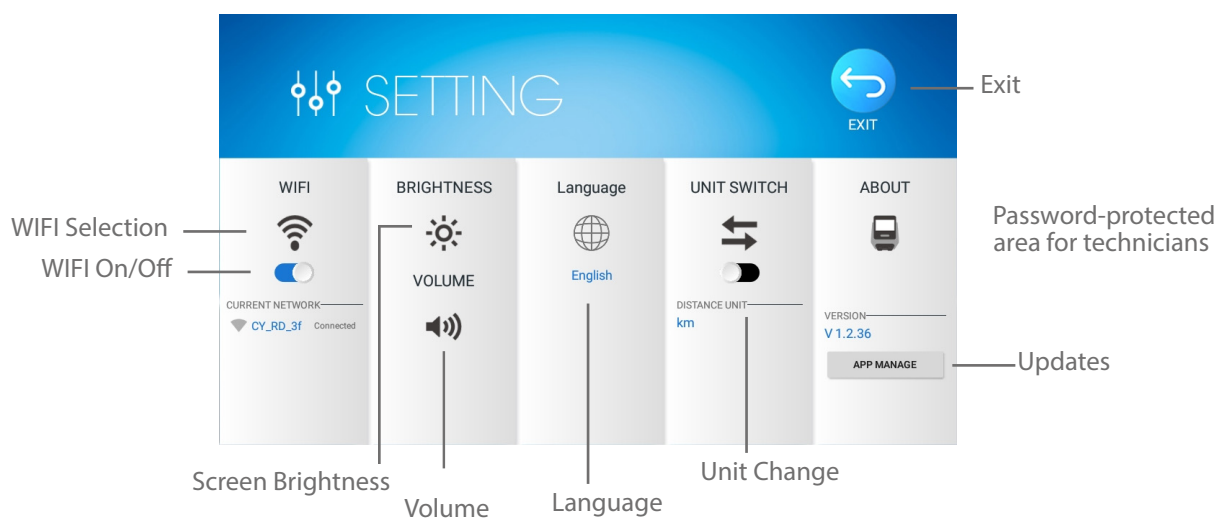 SETTING
EXIT
Exit
WIFI
BRIGHTNESS
Language
UNIT SWITCH
ABOUT
WIFI Selection
WIFI On/Off
Password-protected
area for technicians
VOLUME
English
CURRENT NETWORK
CY_RD_3f Connected
DISTANCE UNIT
km
VERSION
V 1.2.36
APP MANAGE
Updates
Screen Brightness
Volume
Language
Unit Change